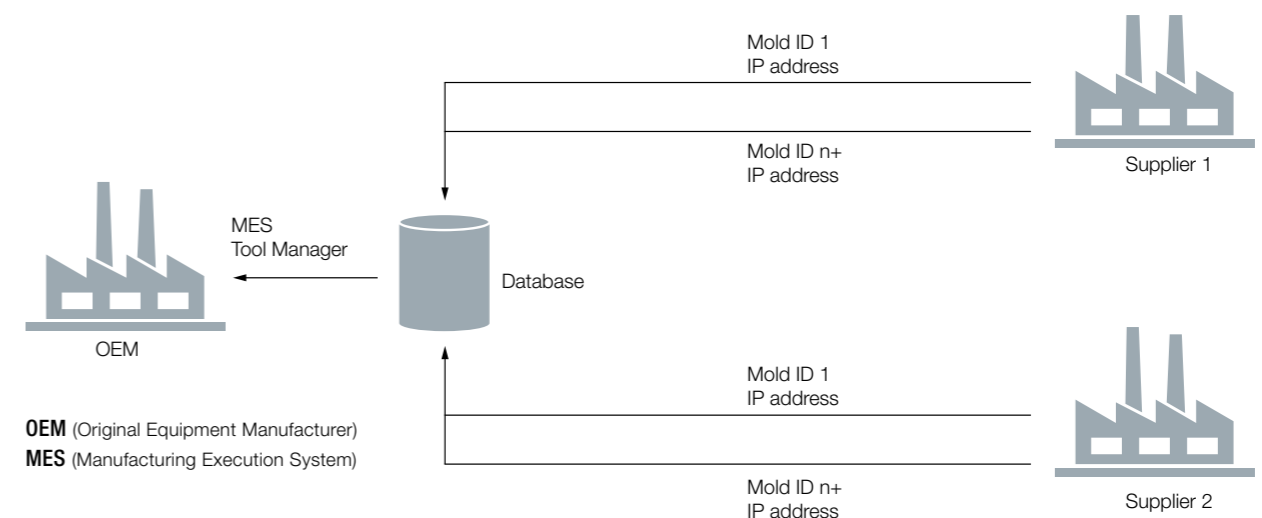 Mold ID 1
IP address
Mold ID n+
IP address
Supplier 1
MES
Tool Manager
Database
OEM
Mold ID 1
IP address
OEM (Original Equipment Manufacturer)
MES (Manufacturing Execution System)
Mold ID n+
IP address
Supplier 2